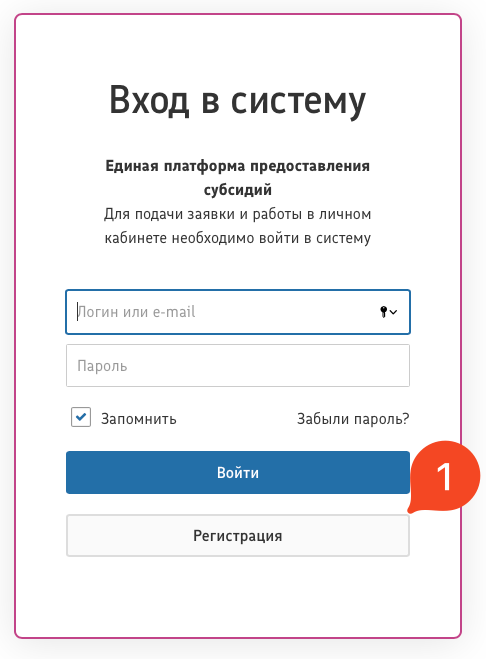 Вход в систему
Единая платформа предоставления
субсидий
Для подачи заявки и работы в личном
кабинете необходимо войти в систему
Логин или e-mail
Пароль
Запомнить Забыли пароль?
Войти
1
Регистрация